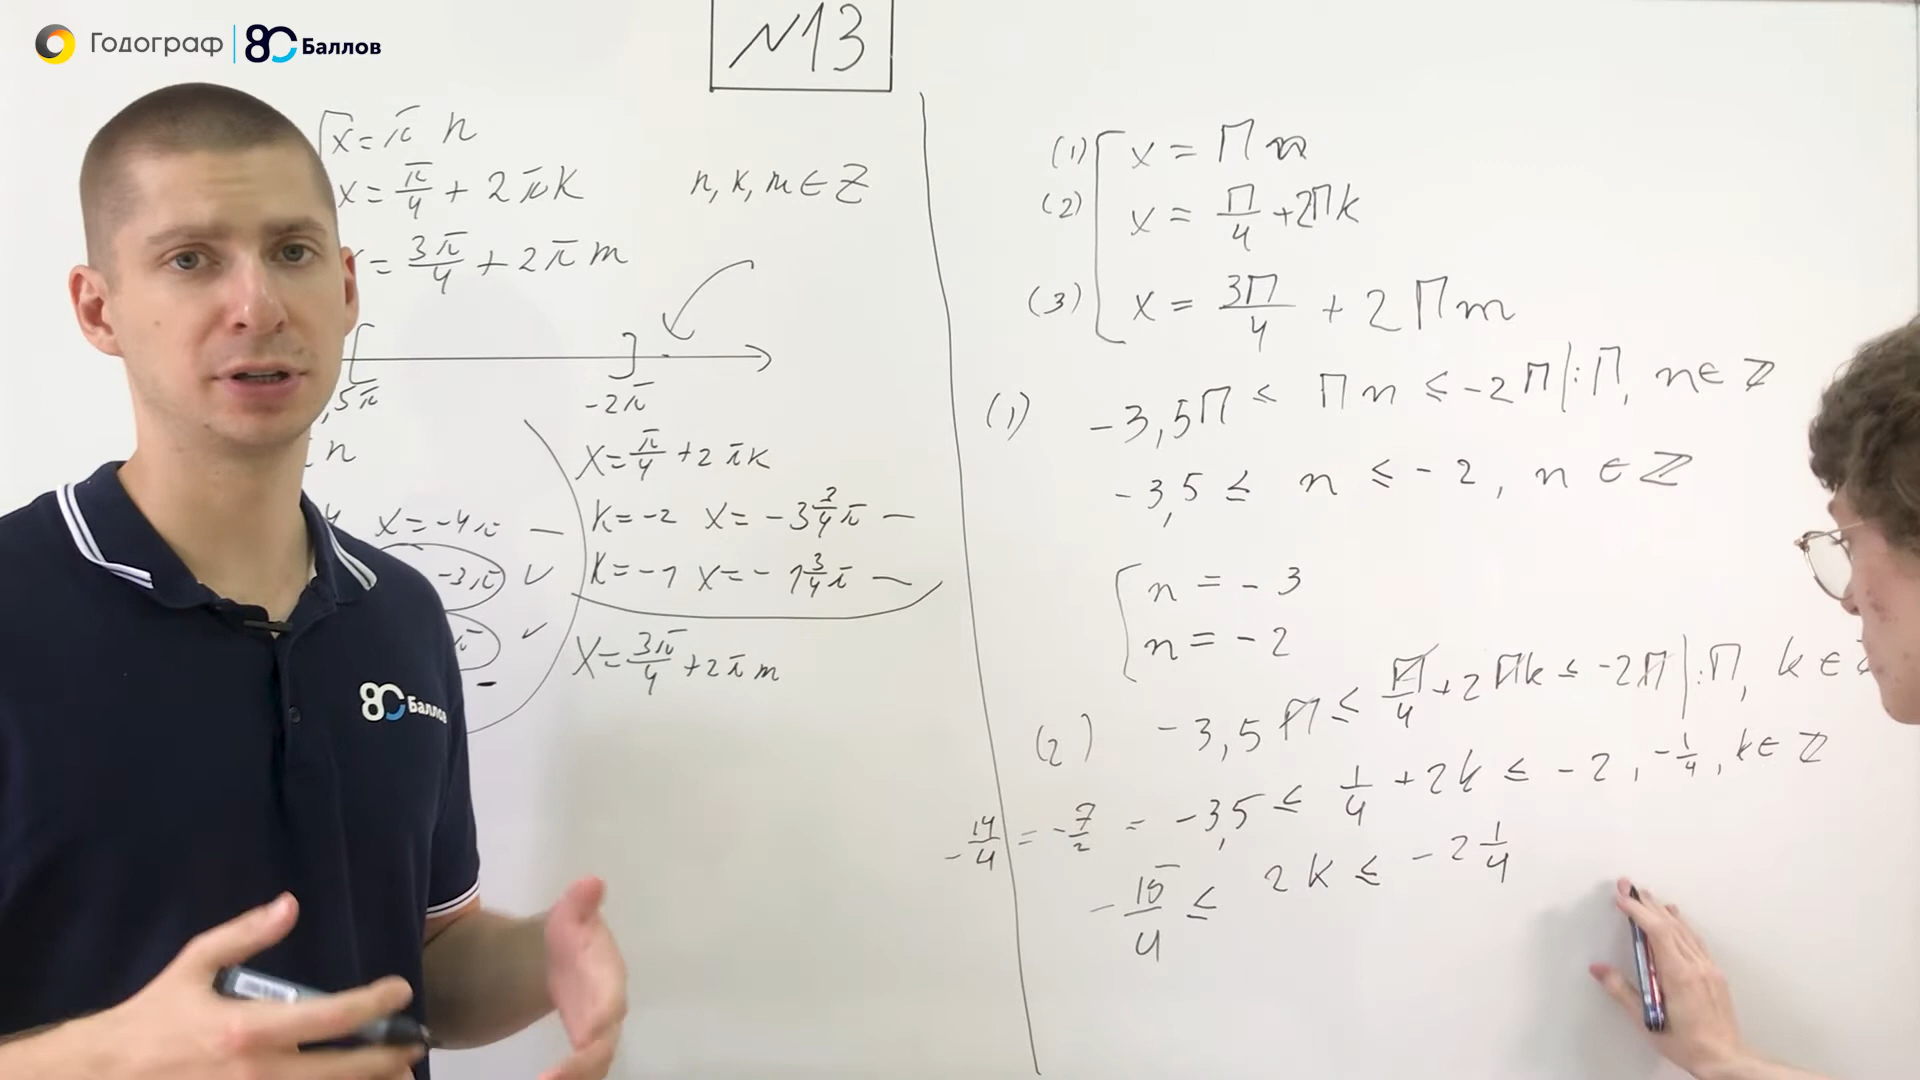 Годограф | 80 Баллов
№13
x = π n
x = π/4 + 2πk
= 3π/4 + 2πm
n, k, m ∈ Z
,5π
-2π
n
x = -4π —
-3π ✓
π ✓
x = π/4 + 2πk
k = -2 x = -3 3/4 π —
k = -1 x = -1 3/4 π —
x = 3π/4 + 2πm
80 Баллов
(1) x = Πn
(2) x = Π/4 + 2Πk
(3) x = 3Π/4 + 2Πm
(1) -3,5Π ≤ Πn ≤ -2Π |:Π, n ∈ Z
-3,5 ≤ n ≤ -2, n ∈ Z
n = -3
n = -2
(2) -3,5Π ≤ Π/4 + 2Πk ≤ -2Π |:Π, k ∈
-14/4 = -7/2 = -3,5 ≤ 1/4 + 2k ≤ -2, -1/4, k ∈ Z
-15/4 ≤ 2k ≤ -2 1/4